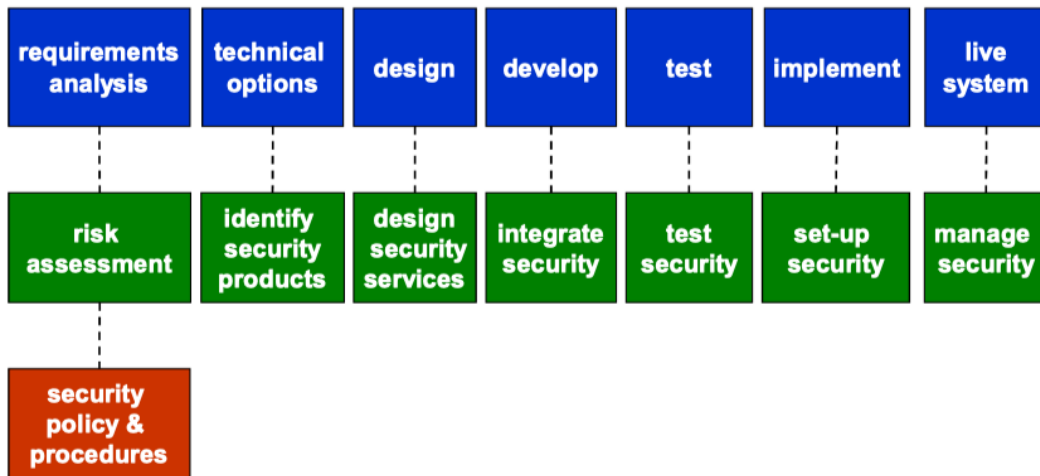 requirements
analysis
technical
options
design
develop
test
implement
live
system
risk
assessment
identify
security
products
design
security
services
integrate
security
test
security
set-up
security
manage
security
security
policy &
procedures